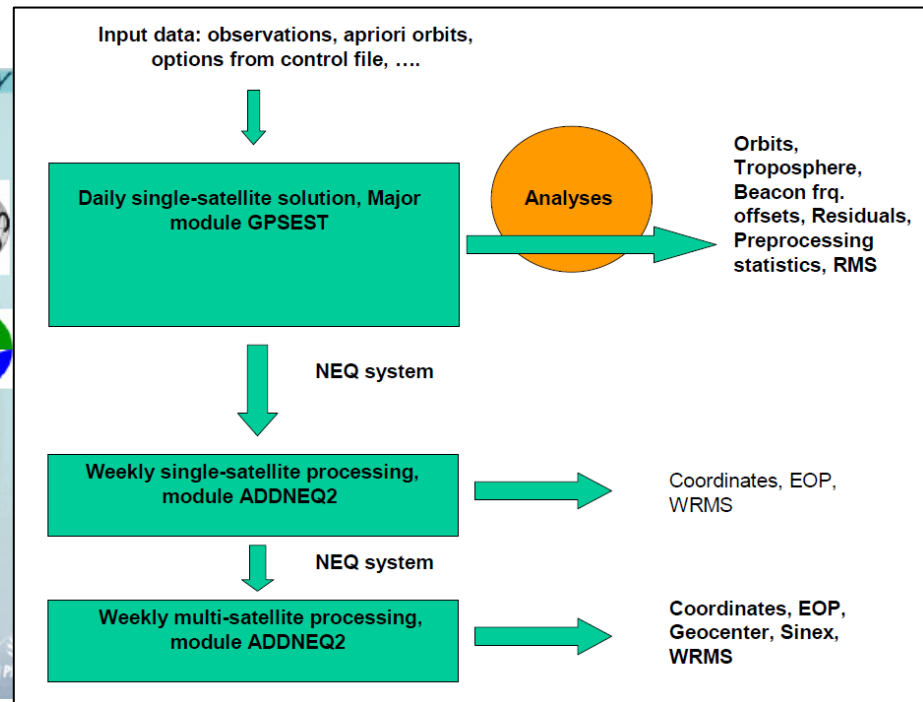 Input data: observations, apriori orbits,
options from control file, ....
Daily single-satellite solution, Major
module GPSEST
Analyses
Orbits,
Troposphere,
Beacon frq.
offsets, Residuals,
Preprocessing
statistics, RMS
NEQ system
Weekly single-satellite processing,
module ADDNEQ2
Coordinates, EOP,
WRMS
NEQ system
Weekly multi-satellite processing,
module ADDNEQ2
Coordinates, EOP,
Geocenter, Sinex,
WRMS